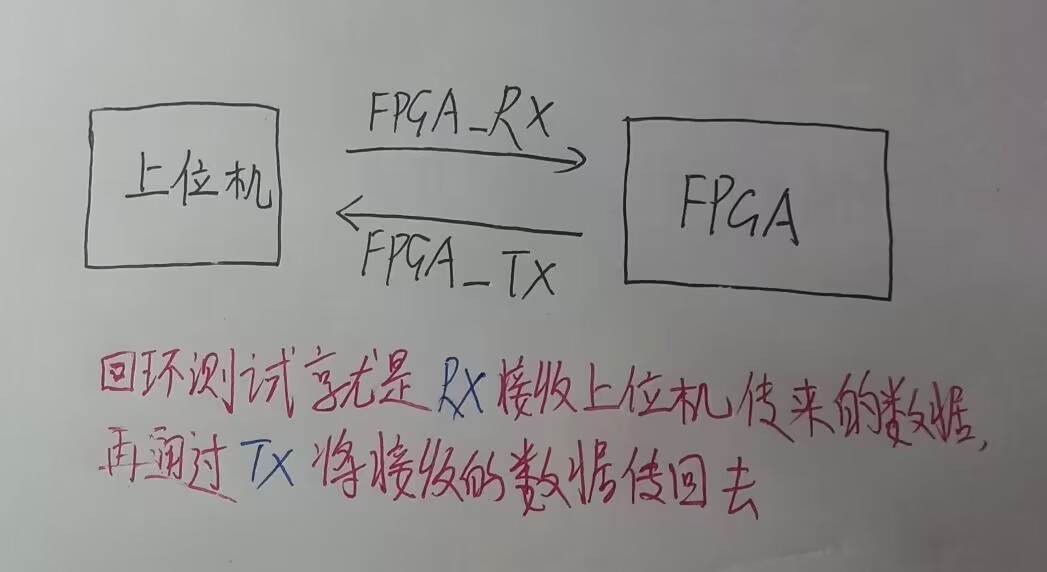 FPGA_RX
上位机
FPGA
FPGA_TX
回环测试就是RX接收上位机传来的数据,
再通过TX将接收的数据传回去